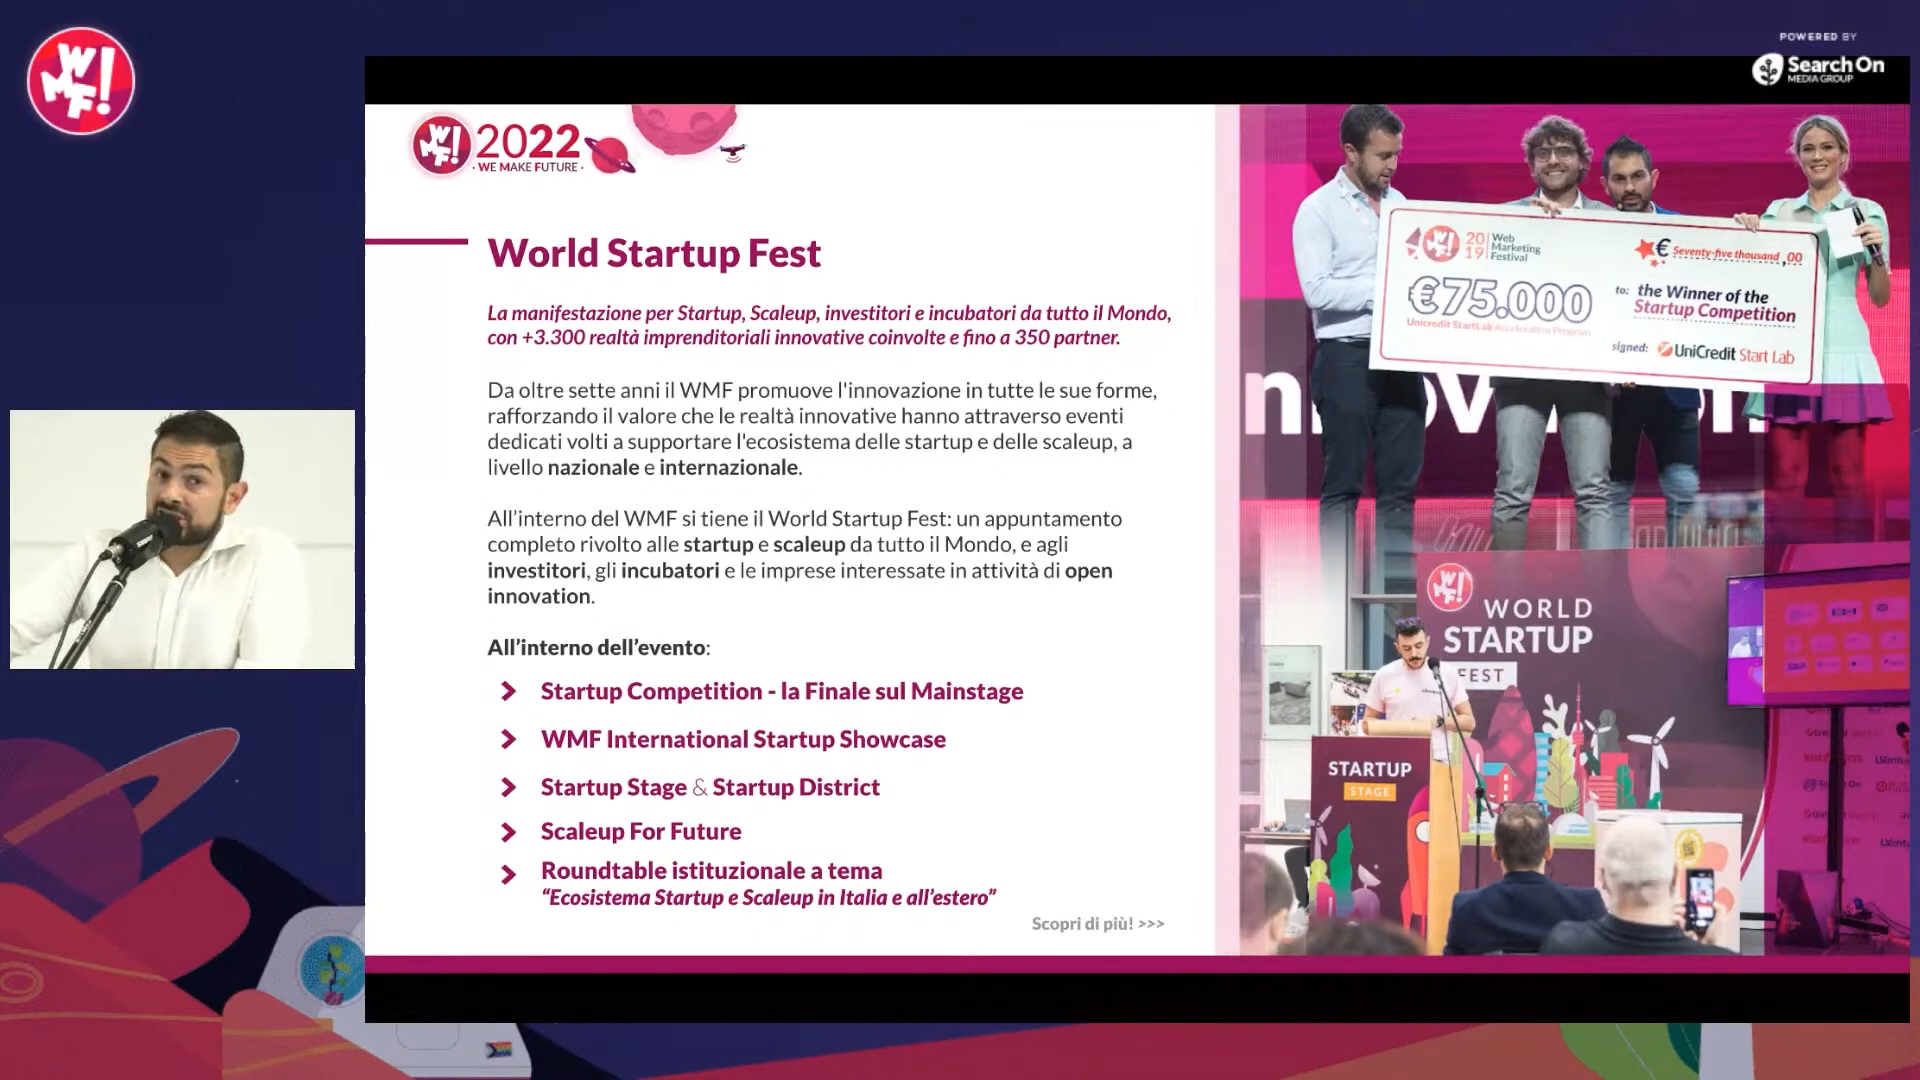 WMF!
POWERED BY
Search On
MEDIA GROUP
WMF! 2022
· WE MAKE FUTURE ·
World Startup Fest
La manifestazione per Startup, Scaleup, investitori e incubatori da tutto il Mondo,
con +3.300 realtà imprenditoriali innovative coinvolte e fino a 350 partner.
Da oltre sette anni il WMF promuove l'innovazione in tutte le sue forme,
rafforzando il valore che le realtà innovative hanno attraverso eventi
dedicati volti a supportare l'ecosistema delle startup e delle scaleup, a
livello nazionale e internazionale.
All’interno del WMF si tiene il World Startup Fest: un appuntamento
completo rivolto alle startup e scaleup da tutto il Mondo, e agli
investitori, gli incubatori e le imprese interessate in attività di open
innovation.
All’interno dell’evento:
Startup Competition - la Finale sul Mainstage
WMF International Startup Showcase
Startup Stage & Startup District
Scaleup For Future
Roundtable istituzionale a tema
“Ecosistema Startup e Scaleup in Italia e all’estero”
Scopri di più! >>>
WMF! 2019 Web Marketing Festival
€ Seventy-five thousand ,00
€75.000
Unicredit StartLab Acceleration Program
to: the Winner of the
Startup Competition
signed: UniCredit Start Lab
WMF!
WORLD
STARTUP
FEST
STARTUP
STAGE